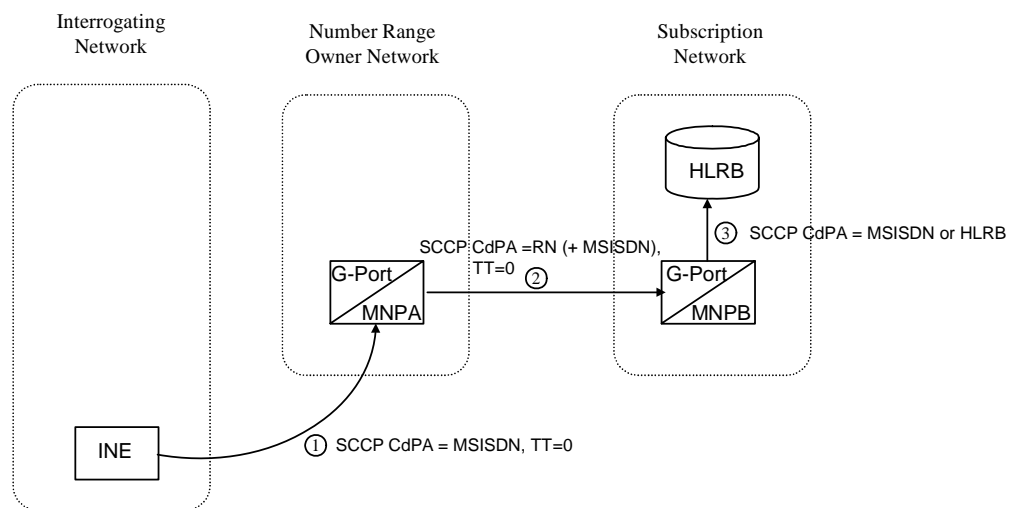 Interrogating
Network
Number Range
Owner Network
Subscription
Network
HLRB
3 SCCP CdPA = MSISDN or HLRB
SCCP CdPA =RN (+ MSISDN),
TT=0
2
G-Port
MNPA
G-Port
MNPB
INE
1 SCCP CdPA = MSISDN, TT=0